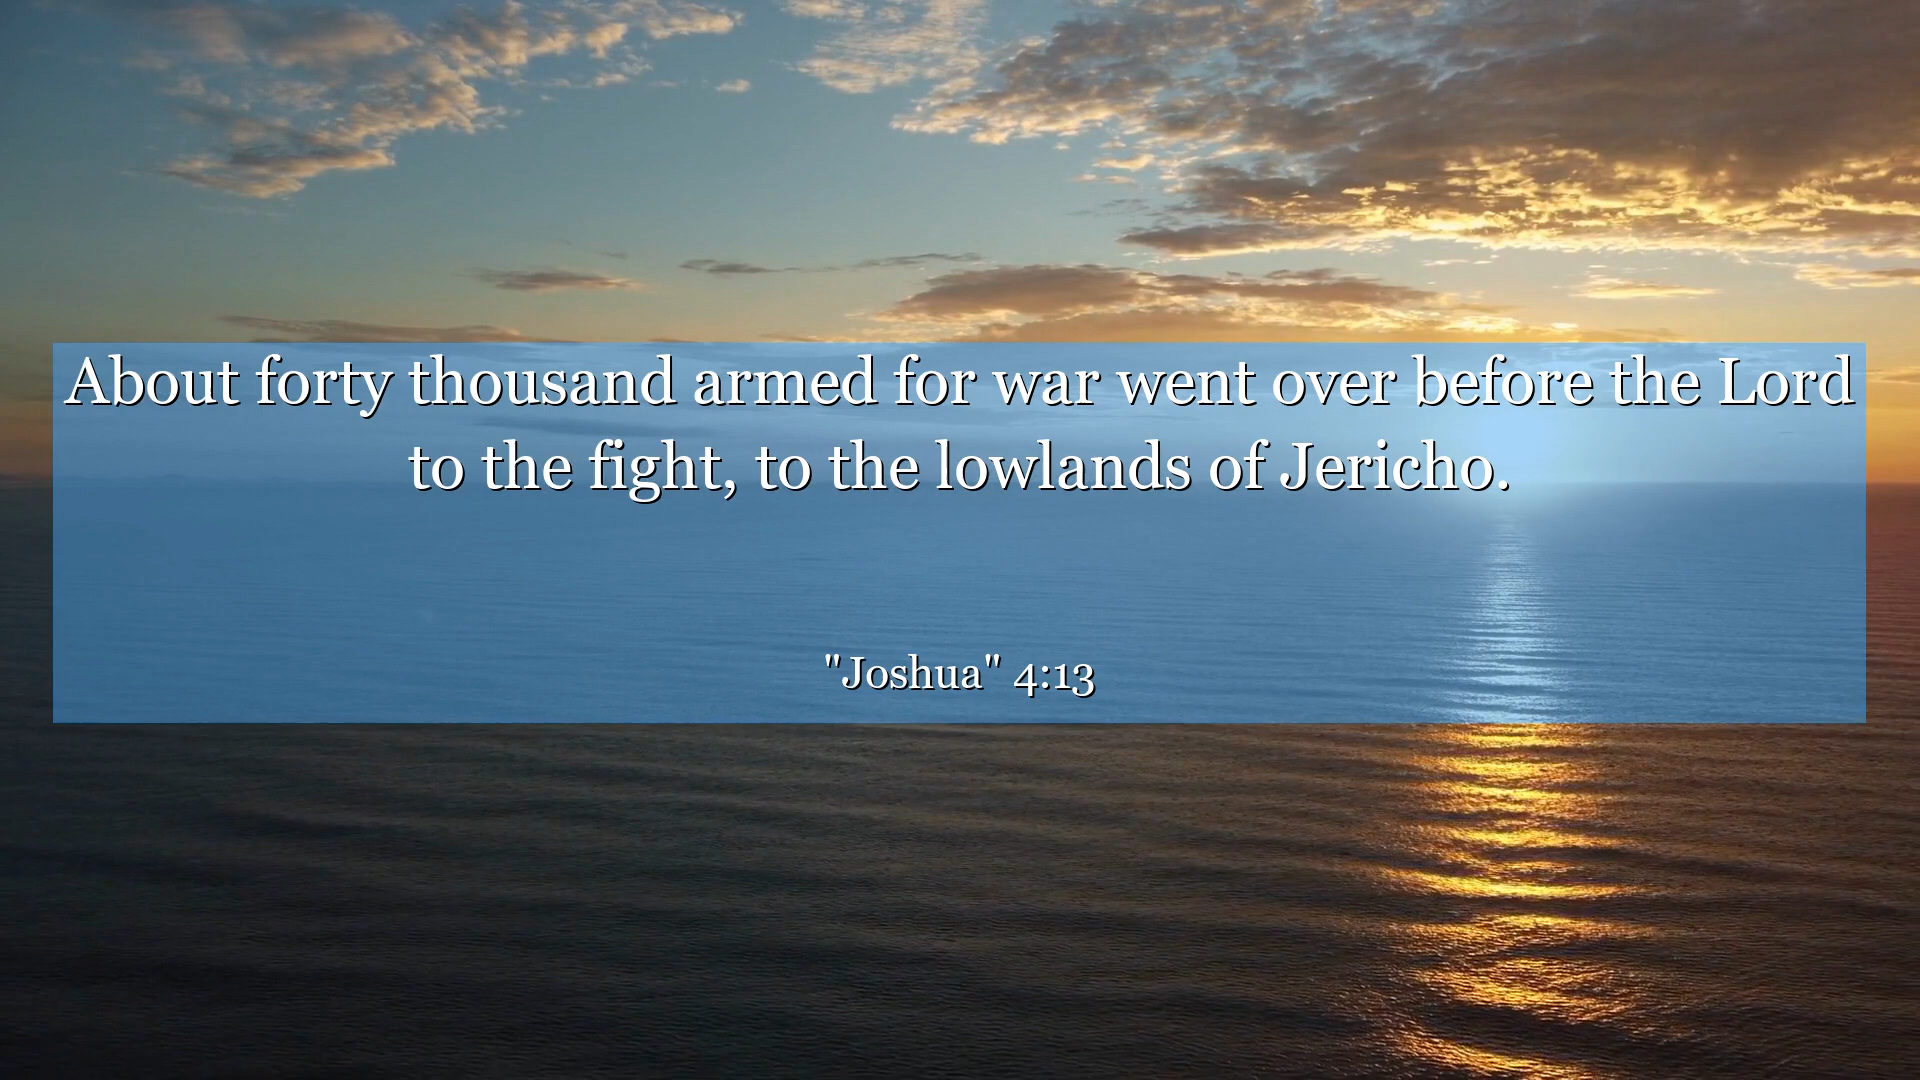 About forty thousand armed for war went over before the Lord
to the fight, to the lowlands of Jericho.
"Joshua" 4:13